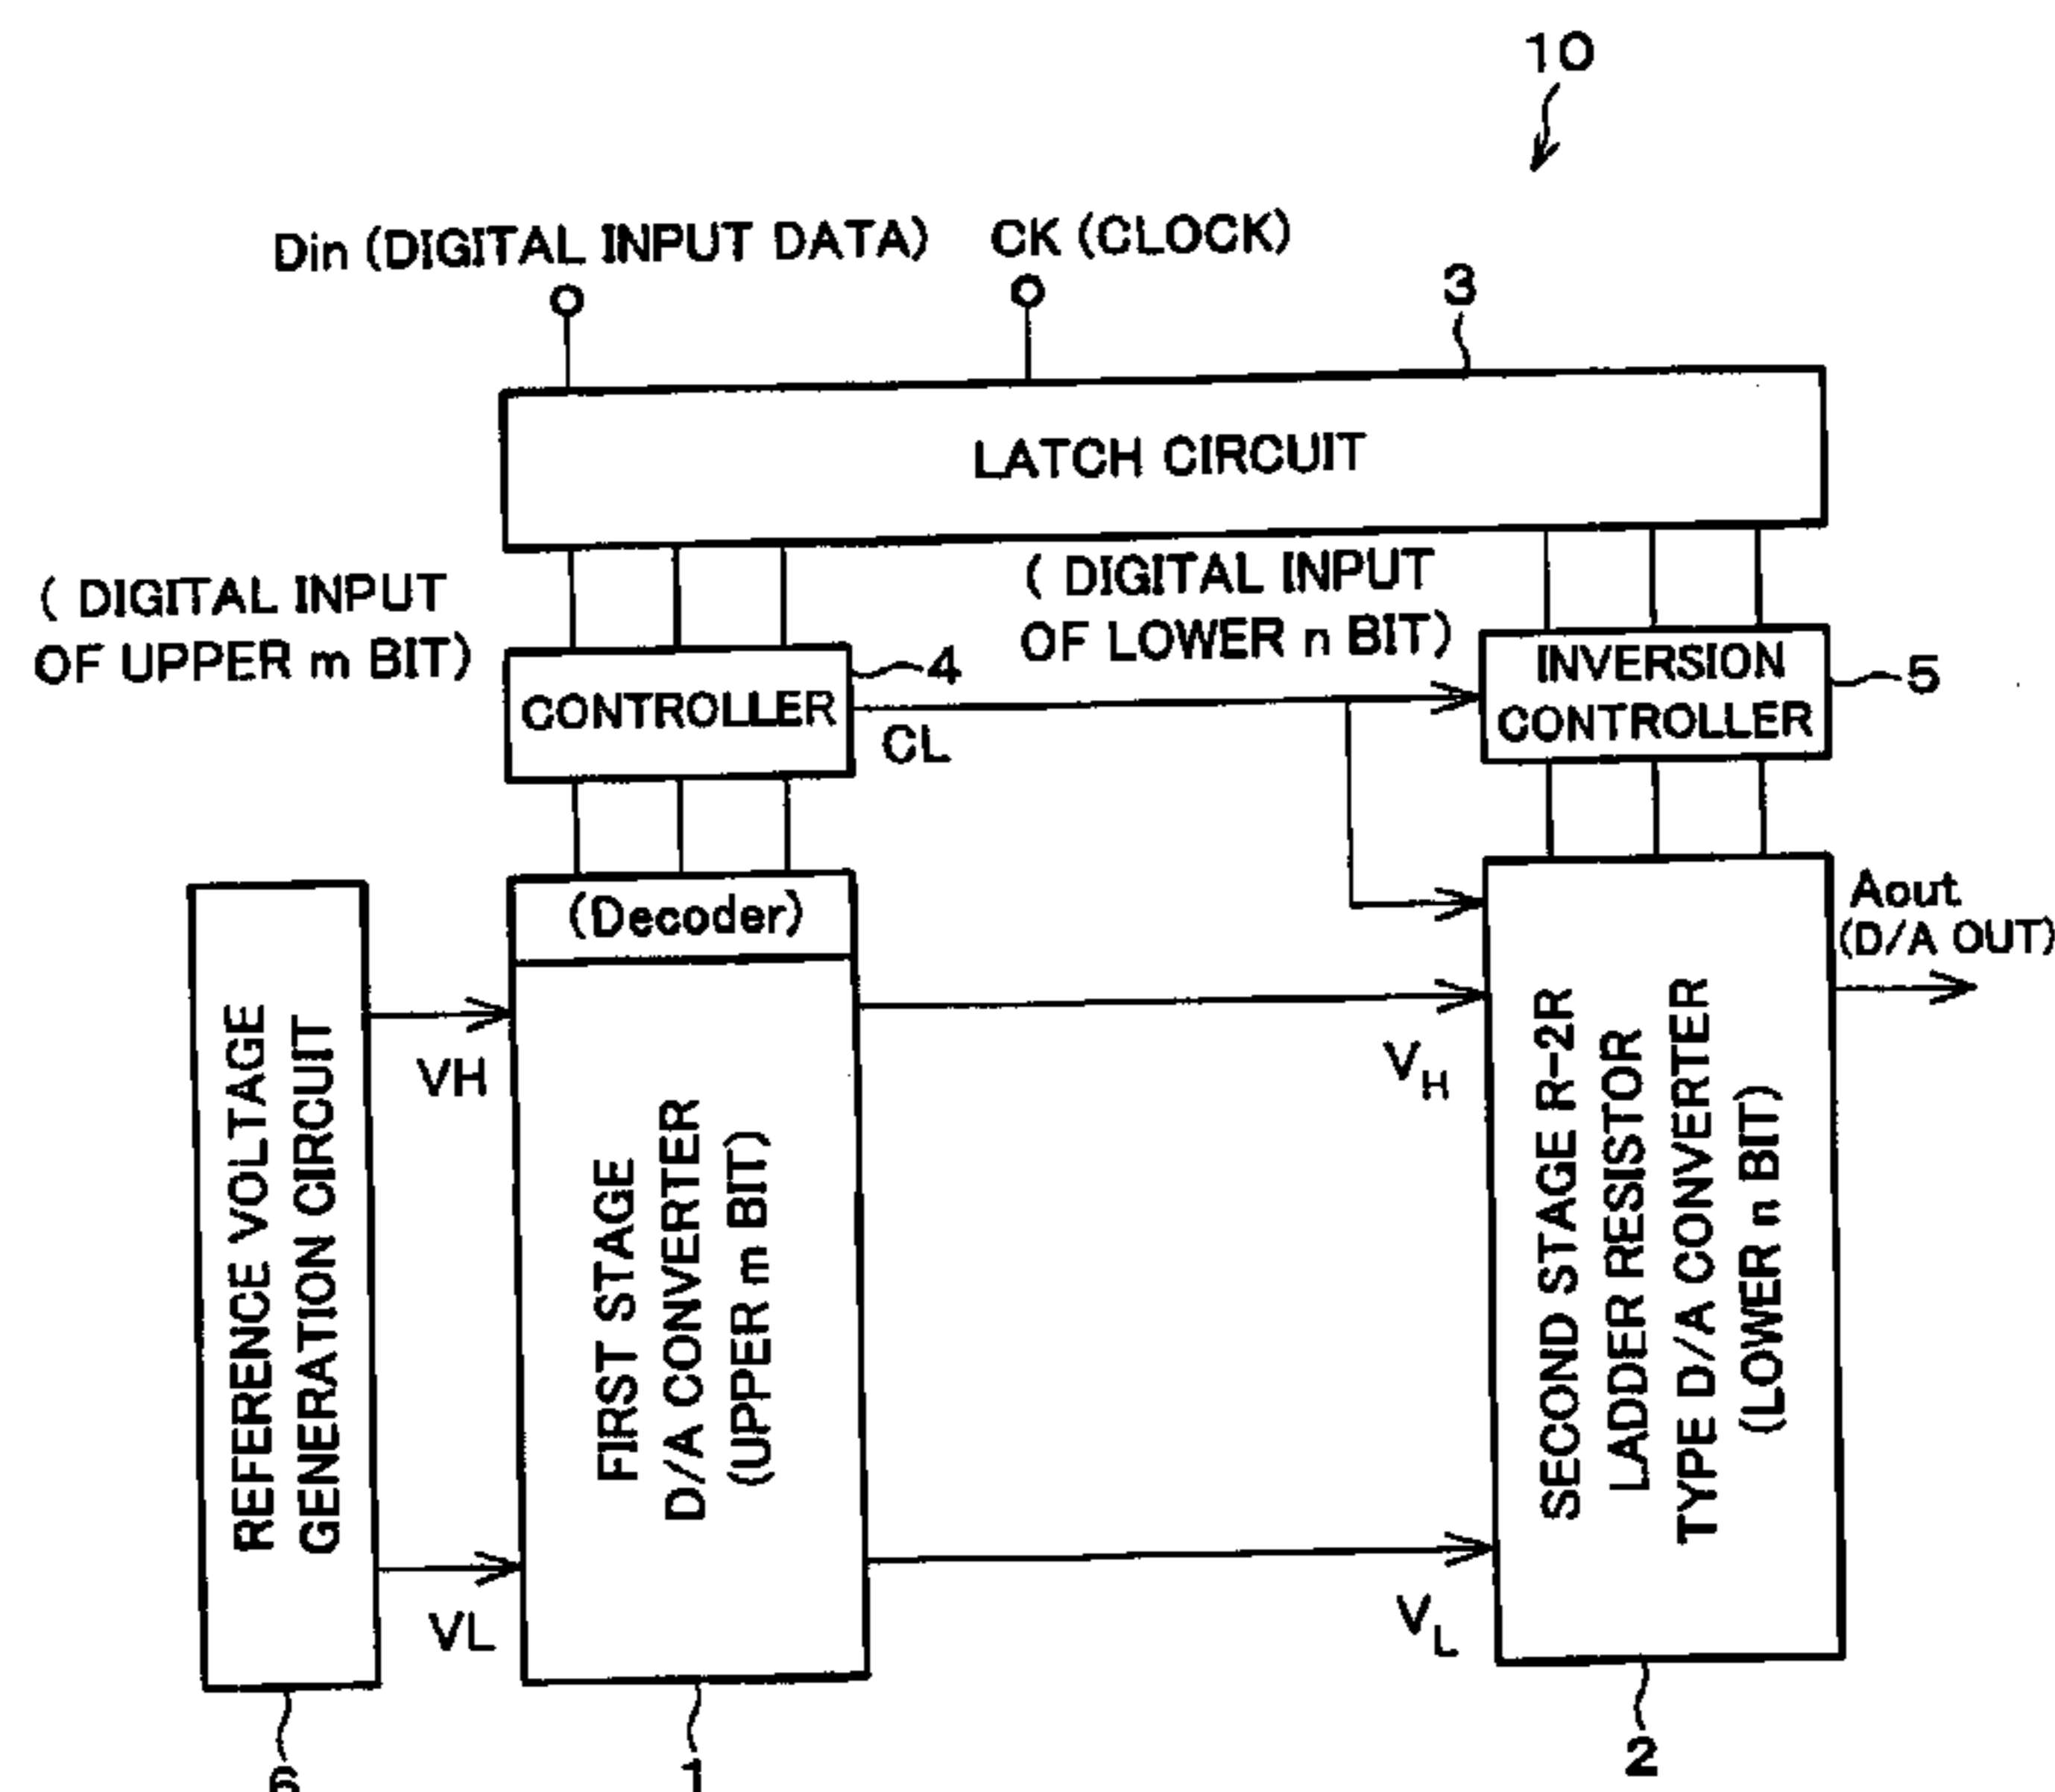 10
Din (DIGITAL INPUT DATA)
CK (CLOCK)
3
LATCH CIRCUIT
( DIGITAL INPUT
OF UPPER m BIT)
( DIGITAL INPUT
OF LOWER n BIT)
CONTROLLER
4
CL
INVERSION
CONTROLLER
5
(Decoder)
Aout
(D/A OUT)
REFERENCE VOLTAGE
GENERATION CIRCUIT
VH
VL
FIRST STAGE
D/A CONVERTER
(UPPER m BIT)
VH
VL
SECOND STAGE R-2R
LADDER RESISTOR
TYPE D/A CONVERTER
(LOWER n BIT)
6
1
2